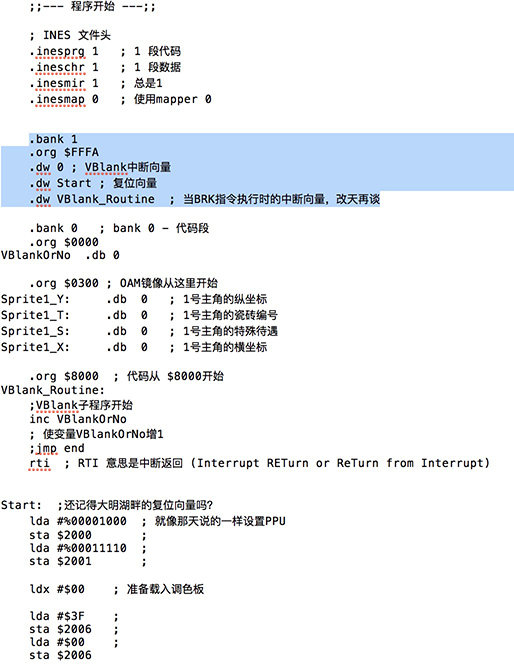 ;;--- 程序开始 ---;;
; INES 文件头
.inesprg 1 ; 1 段代码
.ineschr 1 ; 1 段数据
.inesmir 1 ; 总是1
.inesmap 0 ; 使用mapper 0
.bank 1
.org $FFFA
.dw 0 ; VBlank中断向量
.dw Start ; 复位向量
.dw VBlank_Routine ; 当BRK指令执行时的中断向量，改天再谈
.bank 0 ; bank 0 - 代码段
.org $0000
VBlankOrNo .db 0
.org $0300 ; OAM镜像从这里开始
Sprite1_Y: .db 0 ; 1号主角的纵坐标
Sprite1_T: .db 0 ; 1号主角的瓷砖编号
Sprite1_S: .db 0 ; 1号主角的特殊待遇
Sprite1_X: .db 0 ; 1号主角的横坐标
.org $8000 ; 代码从 $8000开始
VBlank_Routine:
;VBlank子程序开始
inc VBlankOrNo
; 使变量VBlankOrNo增1
;jmp end
rti ; RTI 意思是中断返回 (Interrupt RETurn or ReTurn from Interrupt)
Start: ;还记得大明湖畔的复位向量吗?
lda #%00001000 ; 就像那天说的一样设置PPU
sta $2000 ;
lda #%00011110 ;
sta $2001 ;
ldx #$00 ; 准备载入调色板
lda #$3F ;
sta $2006 ;
lda #$00 ;
sta $2006